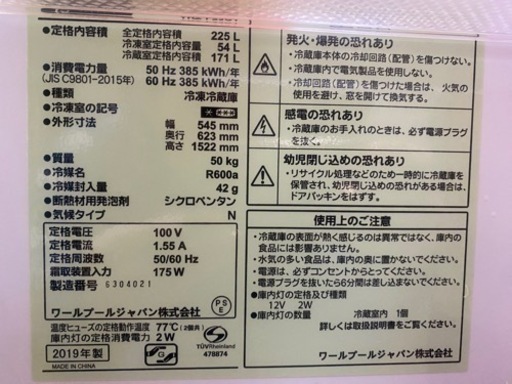 •定格内容積 全定格内容積 225 L
冷凍室定格内容積 54 L
冷蔵室定格内容積 171 L
•消費電力量 50 Hz 385 kWh/年
(JIS C9801-2015年) 60 Hz 385 kWh/年
•種類 冷凍冷蔵庫
•冷凍室の記号
•外形寸法 幅 545 mm
奥行 623 mm
高さ 1522 mm
•質量 50 kg
•冷媒名 R600a
•冷媒封入量 42 g
•断熱材用発泡剤 シクロペンタン
•気候タイプ N
定格電圧 100 V
定格電流 1.55 A
定格周波数 50/60 Hz
霜取装置入力 175 W
製造番号 6304021
PS
E
ワールプールジャパン株式会社
温度ヒューズの定格動作温度 77℃(2個共)
庫内灯の定格消費電力 2 W
2019年製
MADE IN CHINA
G
TÜVRheinland
478874
発火・爆発の恐れあり
•冷蔵庫本体の冷却回路(配管)を傷つけない。
•冷蔵庫内で電気製品を使用しない。
•冷却回路(配管)を傷つけた場合は、火気の
使用を避け、窓を開けて換気する。
感電の恐れあり
•冷蔵庫のお手入れのときは、必ず電源プラグ
を抜く。
幼児閉じ込めの恐れあり
•リサイクル処理などのため一時的に冷蔵庫を
保管され、幼児閉じ込めが懸念される場合は、
ドアパッキンをはずす。
使用上のご注意
•冷蔵庫の表面が熱く感じるのは異常ではなく、庫内の
食品には影響ありません。
•水気の多い食品は、庫内の奥に置かないでください。
•電源は、必ずコンセントからとってください。
•電源プラグを抜いたら6分間は差し込まないでください。
•庫内灯の定格及び種類
12V 2W
•庫内灯の数量 冷蔵室内 1個
詳しくは取扱説明書をご覧ください。
ワールプールジャパン株式会社